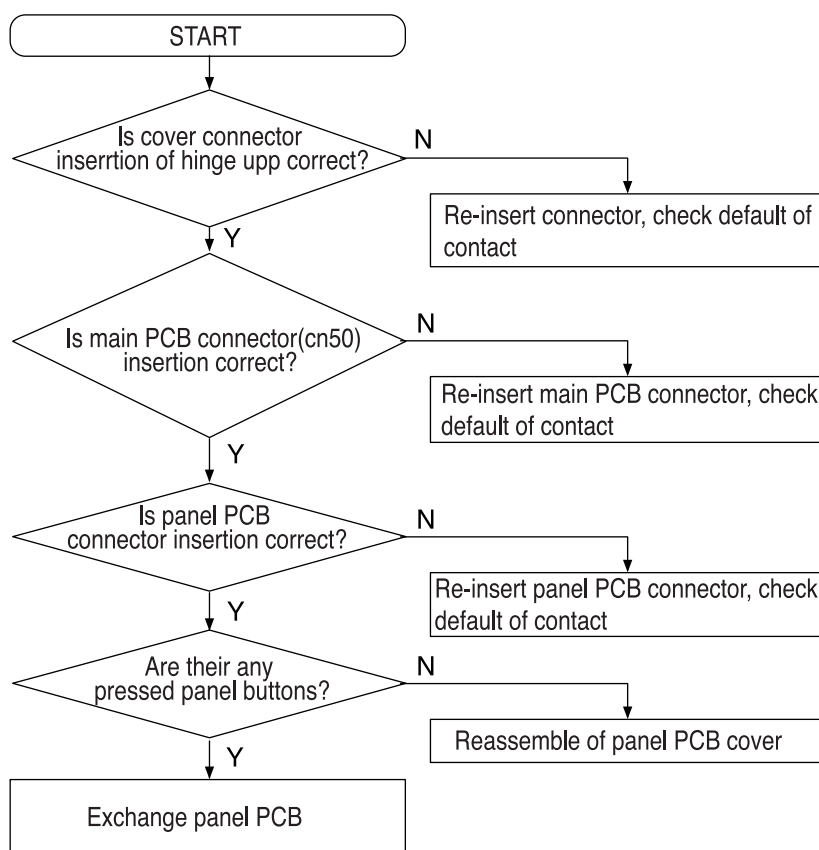 START
Is cover connector
inserrtion of hinge upp correct?
N
Re-insert connector, check default of
contact
Y
Is main PCB connector(cn50)
insertion correct?
N
Re-insert main PCB connector, check
default of contact
Y
Is panel PCB
connector insertion correct?
N
Re-insert panel PCB connector, check
default of contact
Y
Are their any
pressed panel buttons?
N
Reassemble of panel PCB cover
Y
Exchange panel PCB